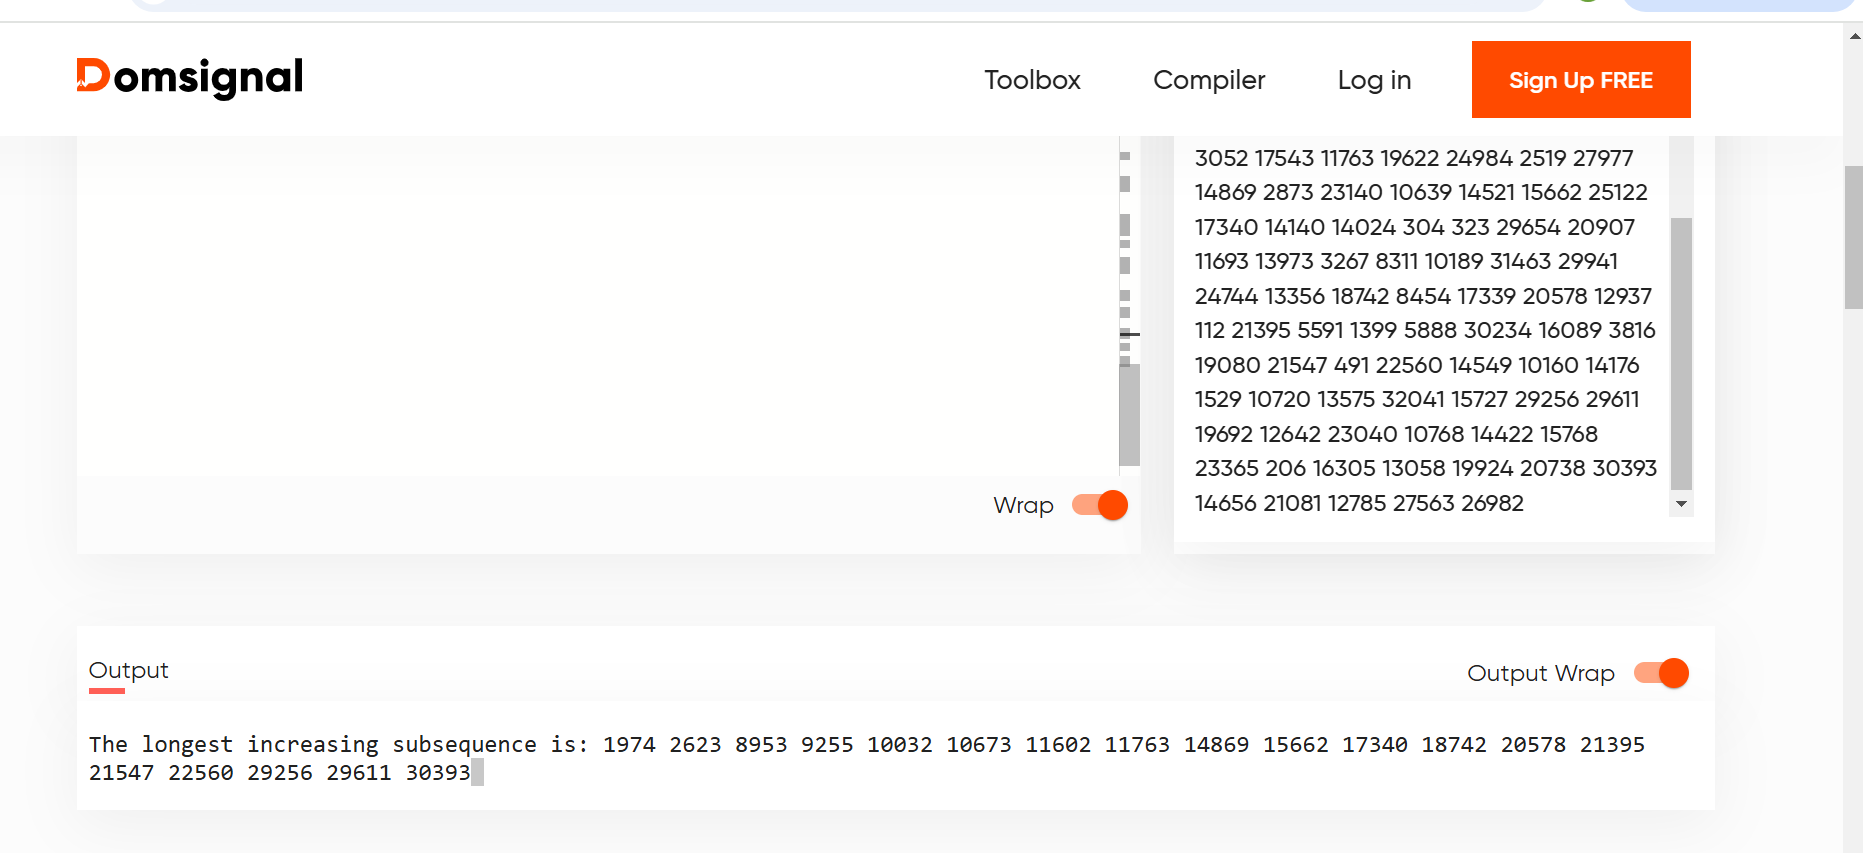 Domsignal
Toolbox
Compiler
Log in
Sign Up FREE
3052 17543 11763 19622 24984 2519 27977
14869 2873 23140 10639 14521 15662 25122
17340 14140 14024 304 323 29654 20907
11693 13973 3267 8311 10189 31463 29941
24744 13356 18742 8454 17339 20578 12937
112 21395 5591 1399 5888 30234 16089 3816
19080 21547 491 22560 14549 10160 14176
1529 10720 13575 32041 15727 29256 29611
19692 12642 23040 10768 14422 15768
23365 206 16305 13058 19924 20738 30393
14656 21081 12785 27563 26982
Wrap
Output
Output Wrap
The longest increasing subsequence is: 1974 2623 8953 9255 10032 10673 11602 11763 14869 15662 17340 18742 20578 21395
21547 22560 29256 29611 30393